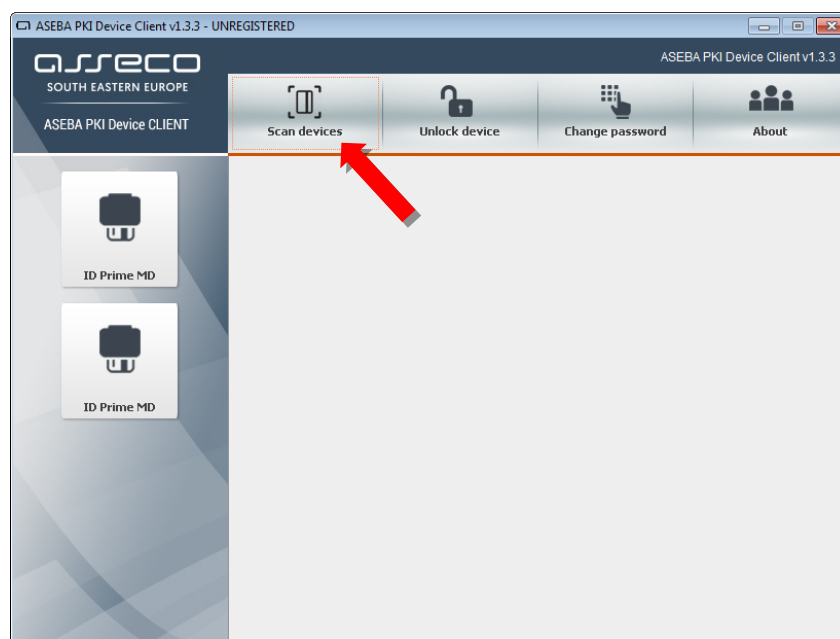 ASEBA PKI Device Client v1.3.3 - UNREGISTERED
asseco
SOUTH EASTERN EUROPE
ASEBA PKI Device CLIENT
ASEBA PKI Device Client v1.3.3
Scan devices
Unlock device
Change password
About
ID Prime MD
ID Prime MD